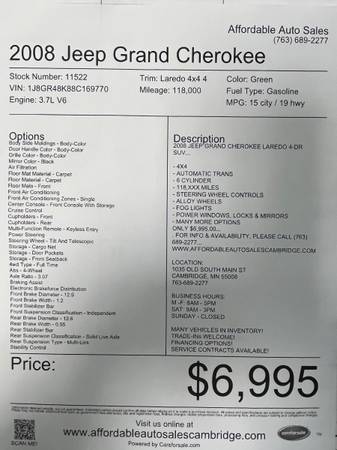 Affordable Auto Sales
(763) 689-2277
2008 Jeep Grand Cherokee
Stock Number: 11522
Trim: Laredo 4x4 4
Color: Green
VIN: 1J8GR48K88C169770
Mileage: 118,000
Fuel Type: Gasoline
Engine: 3.7L V6
MPG: 15 city / 19 hwy
Options
Body Side Moldings - Body-Color
Door Handle Color - Body-Color
Grille Color - Body-Color
Mirror Color - Black
Air Filtration
Floor Mat Material - Carpet
Floor Material - Carpet
Floor Mats - Front
Front Air Conditioning
Front Air Conditioning Zones - Single
Center Console - Front Console With Storage
Cruise Control
Cupholders - Front
Cupholders - Rear
Multi-Function Remote - Keyless Entry
Power Steering
Steering Wheel - Tilt And Telescopic
Storage - Cargo Net
Storage - Door Pockets
Storage - Front Seatback
4wd Type - Full Time
Axle Ratio - 3.07
Abs - 4-Wheel
Braking Assist
Electronic Brakeforce Distribution
Front Brake Diameter - 12.9
Front Brake Width - 1.2
Front Stabilizer Bar
Front Suspension Classification - Independent
Rear Brake Diameter - 12.6
Rear Brake Width - 0.55
Rear Stabilizer Bar
Rear Suspension Classification - Solid Live Axle
Rear Suspension Type - Multi-Link
Stability Control
Description
2008 JEEP GRAND CHEROKEE LAREDO 4-DR
SUV...
- 4X4
- AUTOMATIC TRANS
- 6 CYLINDER
- 118,XXX MILES
- STEERING WHEEL CONTROLS
- ALLOY WHEELS
- FOG LIGHTS
- POWER WINDOWS, LOCKS & MIRRORS
- MANY MORE OPTIONS
ONLY $6,995.00...
FOR INFO & AVAILABILITY, PLEASE CALL (763)
689-2277...
WWW.AFFORDABLEAUTOSALESCAMBRIDGE.COM
LOCATION:
1035 OLD SOUTH MAIN ST
CAMBRIDGE, MN 55008
763-689-2277
BUSINESS HOURS:
M -F: 8AM - 5PM
SAT: 9AM - 3PM
SUNDAY - CLOSED
MANY VEHICLES IN INVENTORY!
TRADE-INs WELCOME!
FINANCING OPTIONS!
SERVICE CONTRACTS AVAILABLE!
Price:
$6,995
SCAN ME!
Visit us online at
www.affordableautosalescambridge.com
Powered by Carsforsale.com
carsforsale